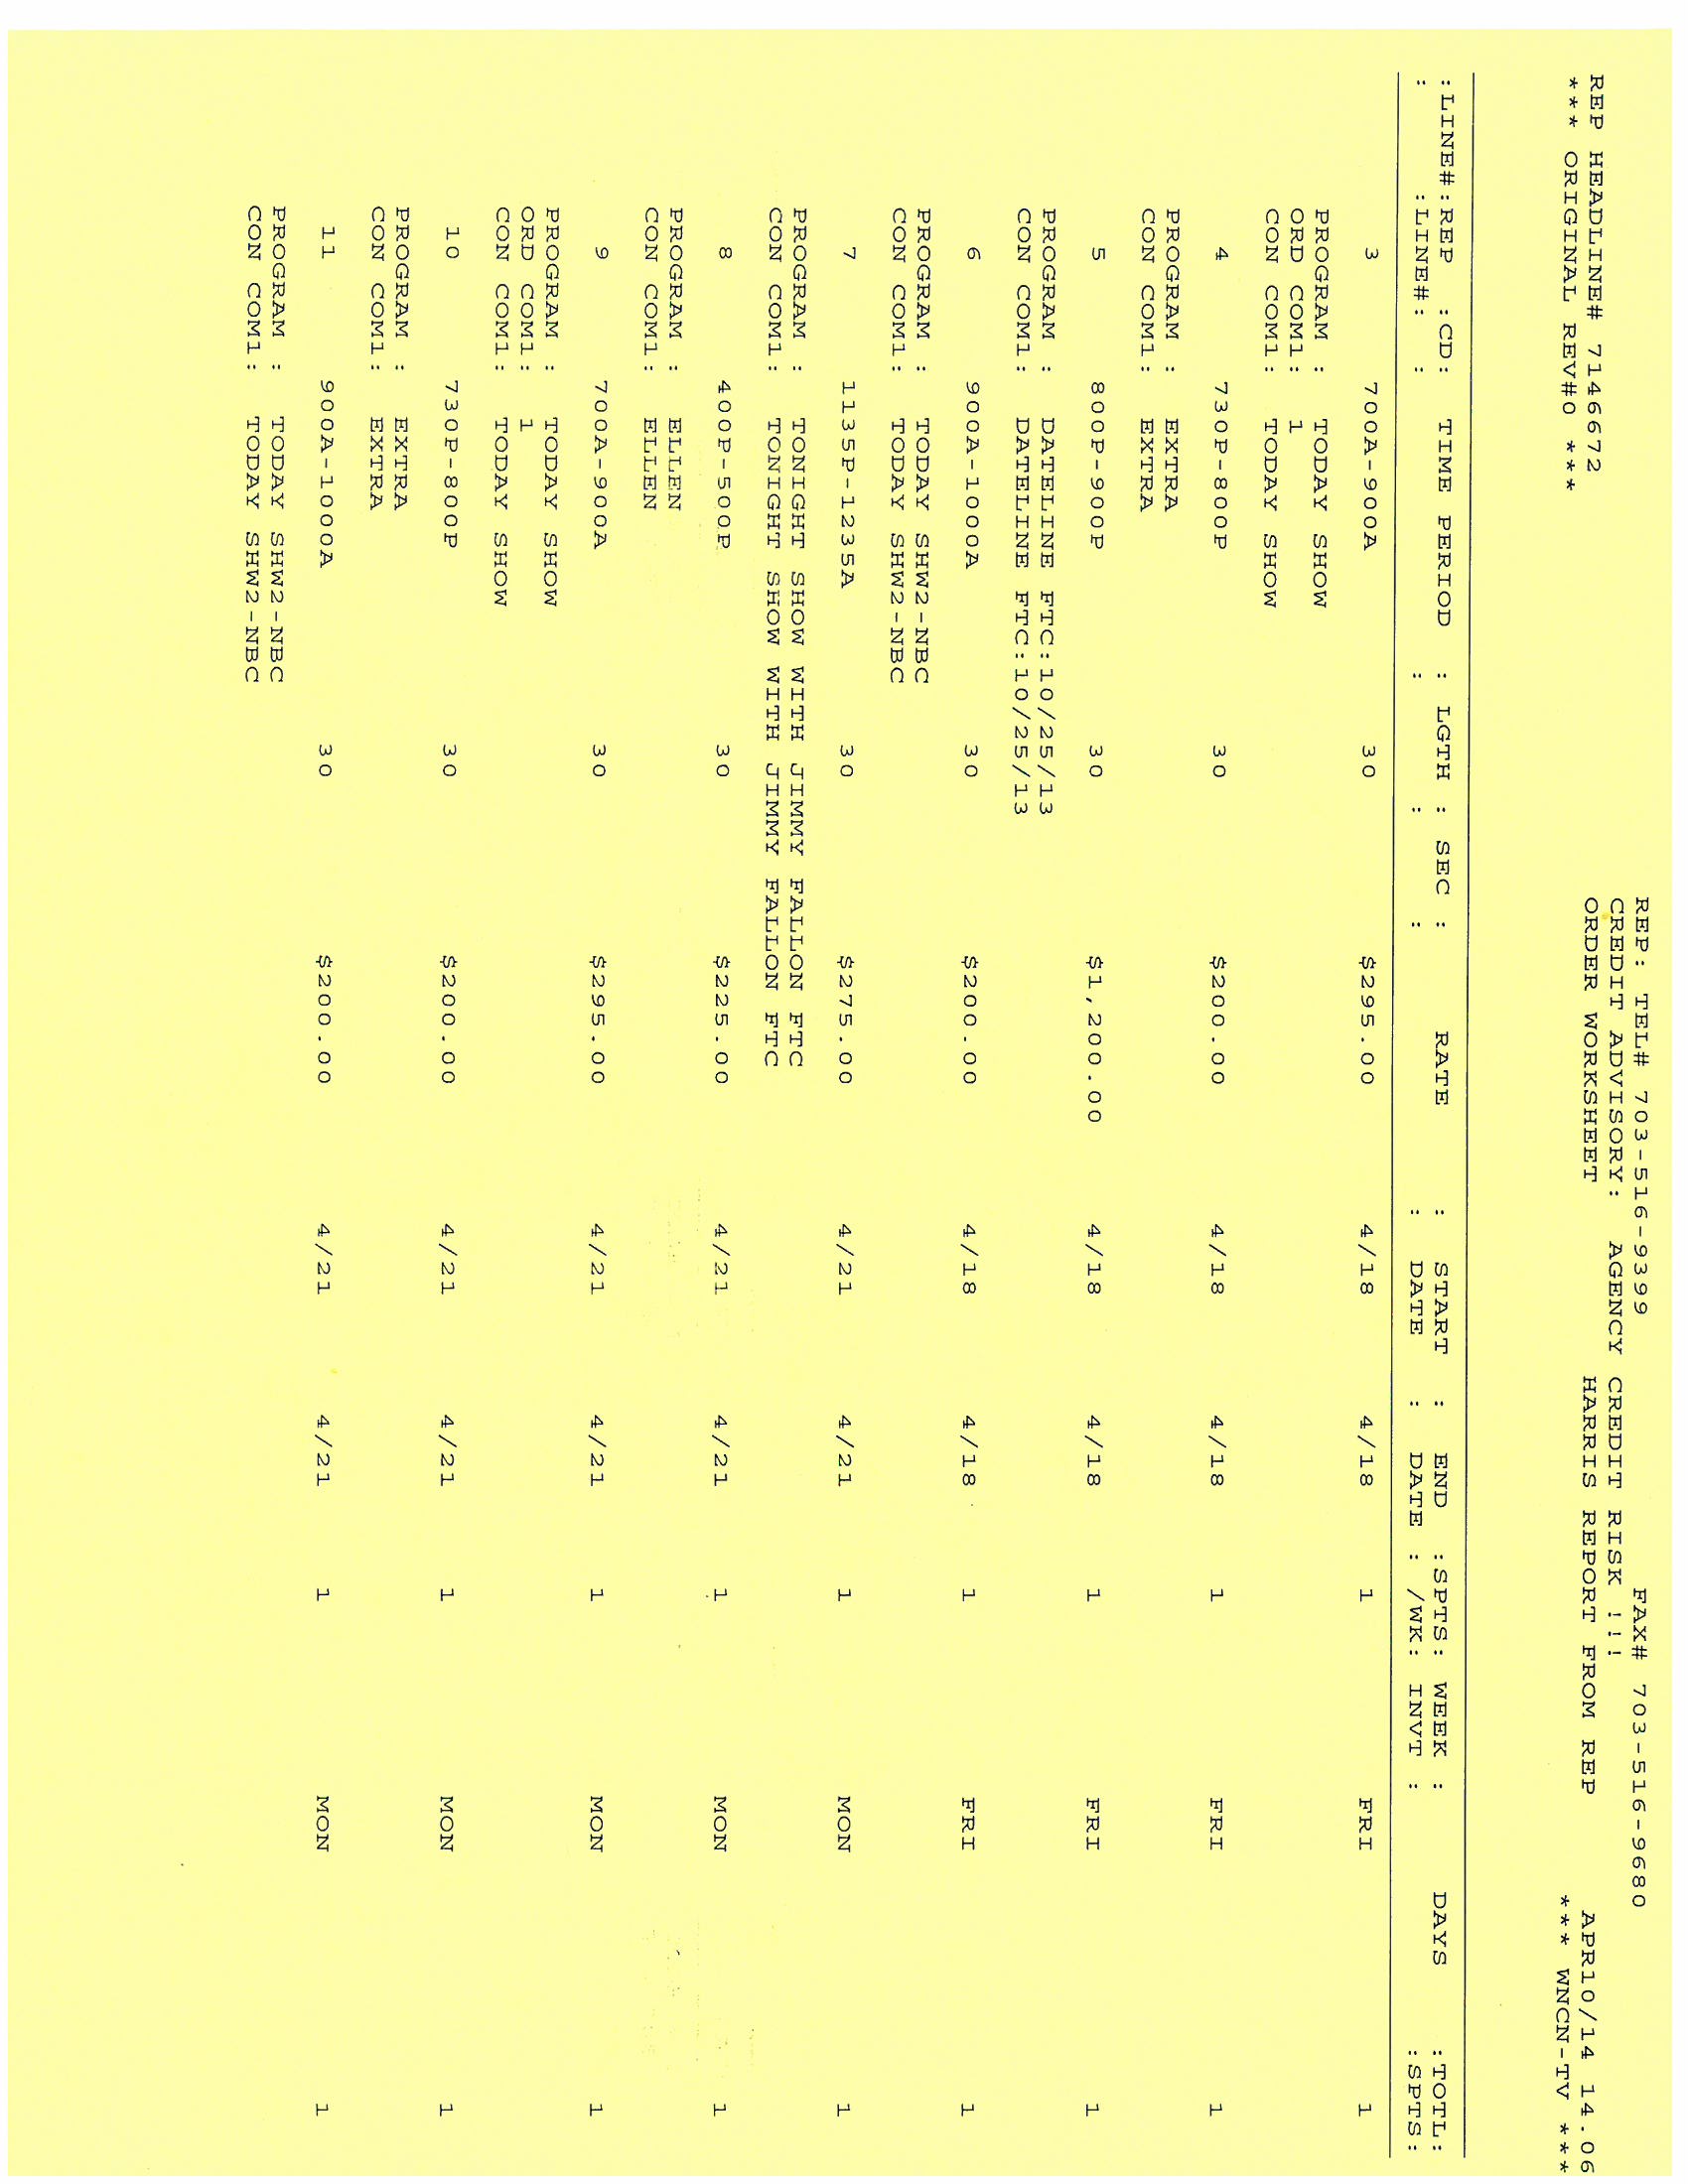 REP: TEL# 703-516-9399 FAX# 703-516-9680
CREDIT ADVISORY: AGENCY CREDIT RISK !!!
REP HEADLINE# 7146672 ORDER WORKSHEET HARRIS REPORT FROM REP APR10/14 14.06
*** ORIGINAL REV#0 *** *** WNCN-TV ***
:LINE#:REP :CD: TIME PERIOD : LGTH : SEC : RATE : START : END :SPTS: WEEK : DAYS :TOTL:
: :LINE#: : : : : DATE : DATE : /WK: INVT : :SPTS:
3 700A-900A 30 $295.00 4/18 4/18 1 FRI 1
PROGRAM : TODAY SHOW
ORD COM1: 1
CON COM1: TODAY SHOW
4 730P-800P 30 $200.00 4/18 4/18 1 FRI 1
PROGRAM : EXTRA
CON COM1: EXTRA
5 800P-900P 30 $1,200.00 4/18 4/18 1 FRI 1
PROGRAM : DATELINE FTC:10/25/13
CON COM1: DATELINE FTC:10/25/13
6 900A-1000A 30 $200.00 4/18 4/18 1 FRI 1
PROGRAM : TODAY SHW2-NBC
CON COM1: TODAY SHW2-NBC
7 1135P-1235A 30 $275.00 4/21 4/21 1 MON 1
PROGRAM : TONIGHT SHOW WITH JIMMY FALLON FTC
CON COM1: TONIGHT SHOW WITH JIMMY FALLON FTC
8 400P-500P 30 $225.00 4/21 4/21 1 MON 1
PROGRAM : ELLEN
CON COM1: ELLEN
9 700A-900A 30 $295.00 4/21 4/21 1 MON 1
PROGRAM : TODAY SHOW
ORD COM1: 1
CON COM1: TODAY SHOW
10 730P-800P 30 $200.00 4/21 4/21 1 MON 1
PROGRAM : EXTRA
CON COM1: EXTRA
11 900A-1000A 30 $200.00 4/21 4/21 1 MON 1
PROGRAM : TODAY SHW2-NBC
CON COM1: TODAY SHW2-NBC